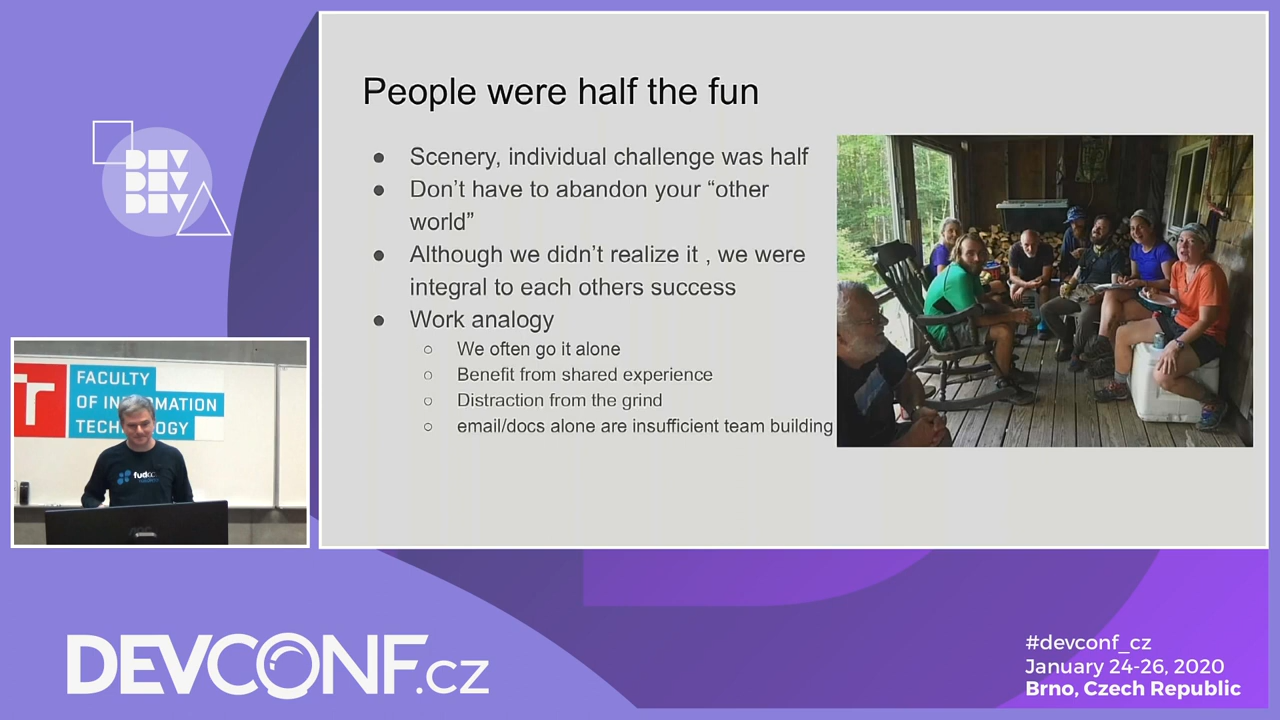 DEV
DEV
DEV
People were half the fun
Scenery, individual challenge was half
Don’t have to abandon your “other
world”
Although we didn’t realize it , we were
integral to each others success
Work analogy
We often go it alone
Benefit from shared experience
Distraction from the grind
email/docs alone are insufficient team building
FACULTY
OF INFORMATION
TECHNOLOGY
DEVCONF.cz
#devconf_cz
January 24-26, 2020
Brno, Czech Republic